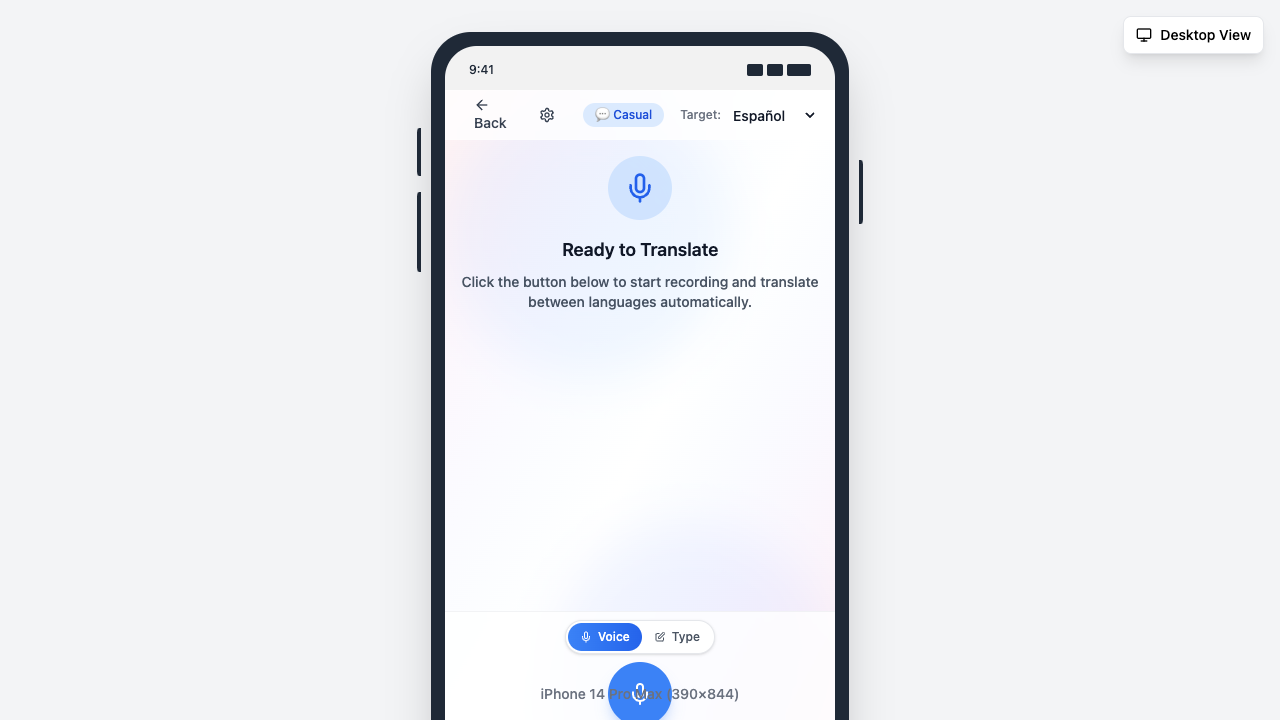 Desktop View
9:41
Back
💬 Casual
Target:
Español
Ready to Translate
Click the button below to start recording and translate
between languages automatically.
Voice
Type
iPhone 14 Pro Max (390×844)